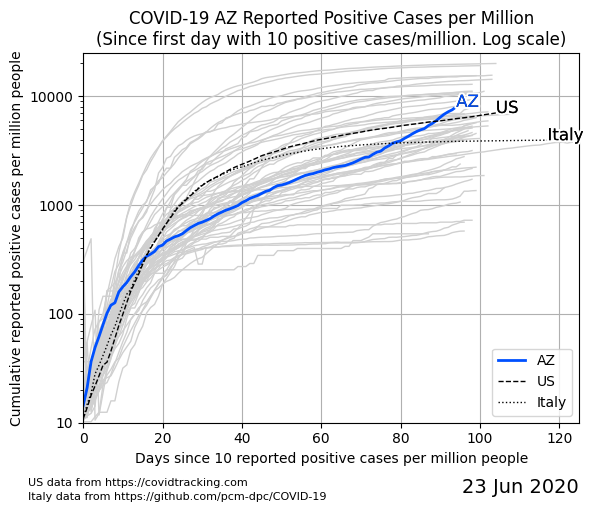 COVID-19 AZ Reported Positive Cases per Million
(Since first day with 10 positive cases/million. Log scale)
Cumulative reported positive cases per million people
10000
1000
100
10
AZ
US
Italy
AZ
US
Italy
0
20
40
60
80
100
120
Days since 10 reported positive cases per million people
US data from https://covidtracking.com
Italy data from https://github.com/pcm-dpc/COVID-19
23 Jun 2020